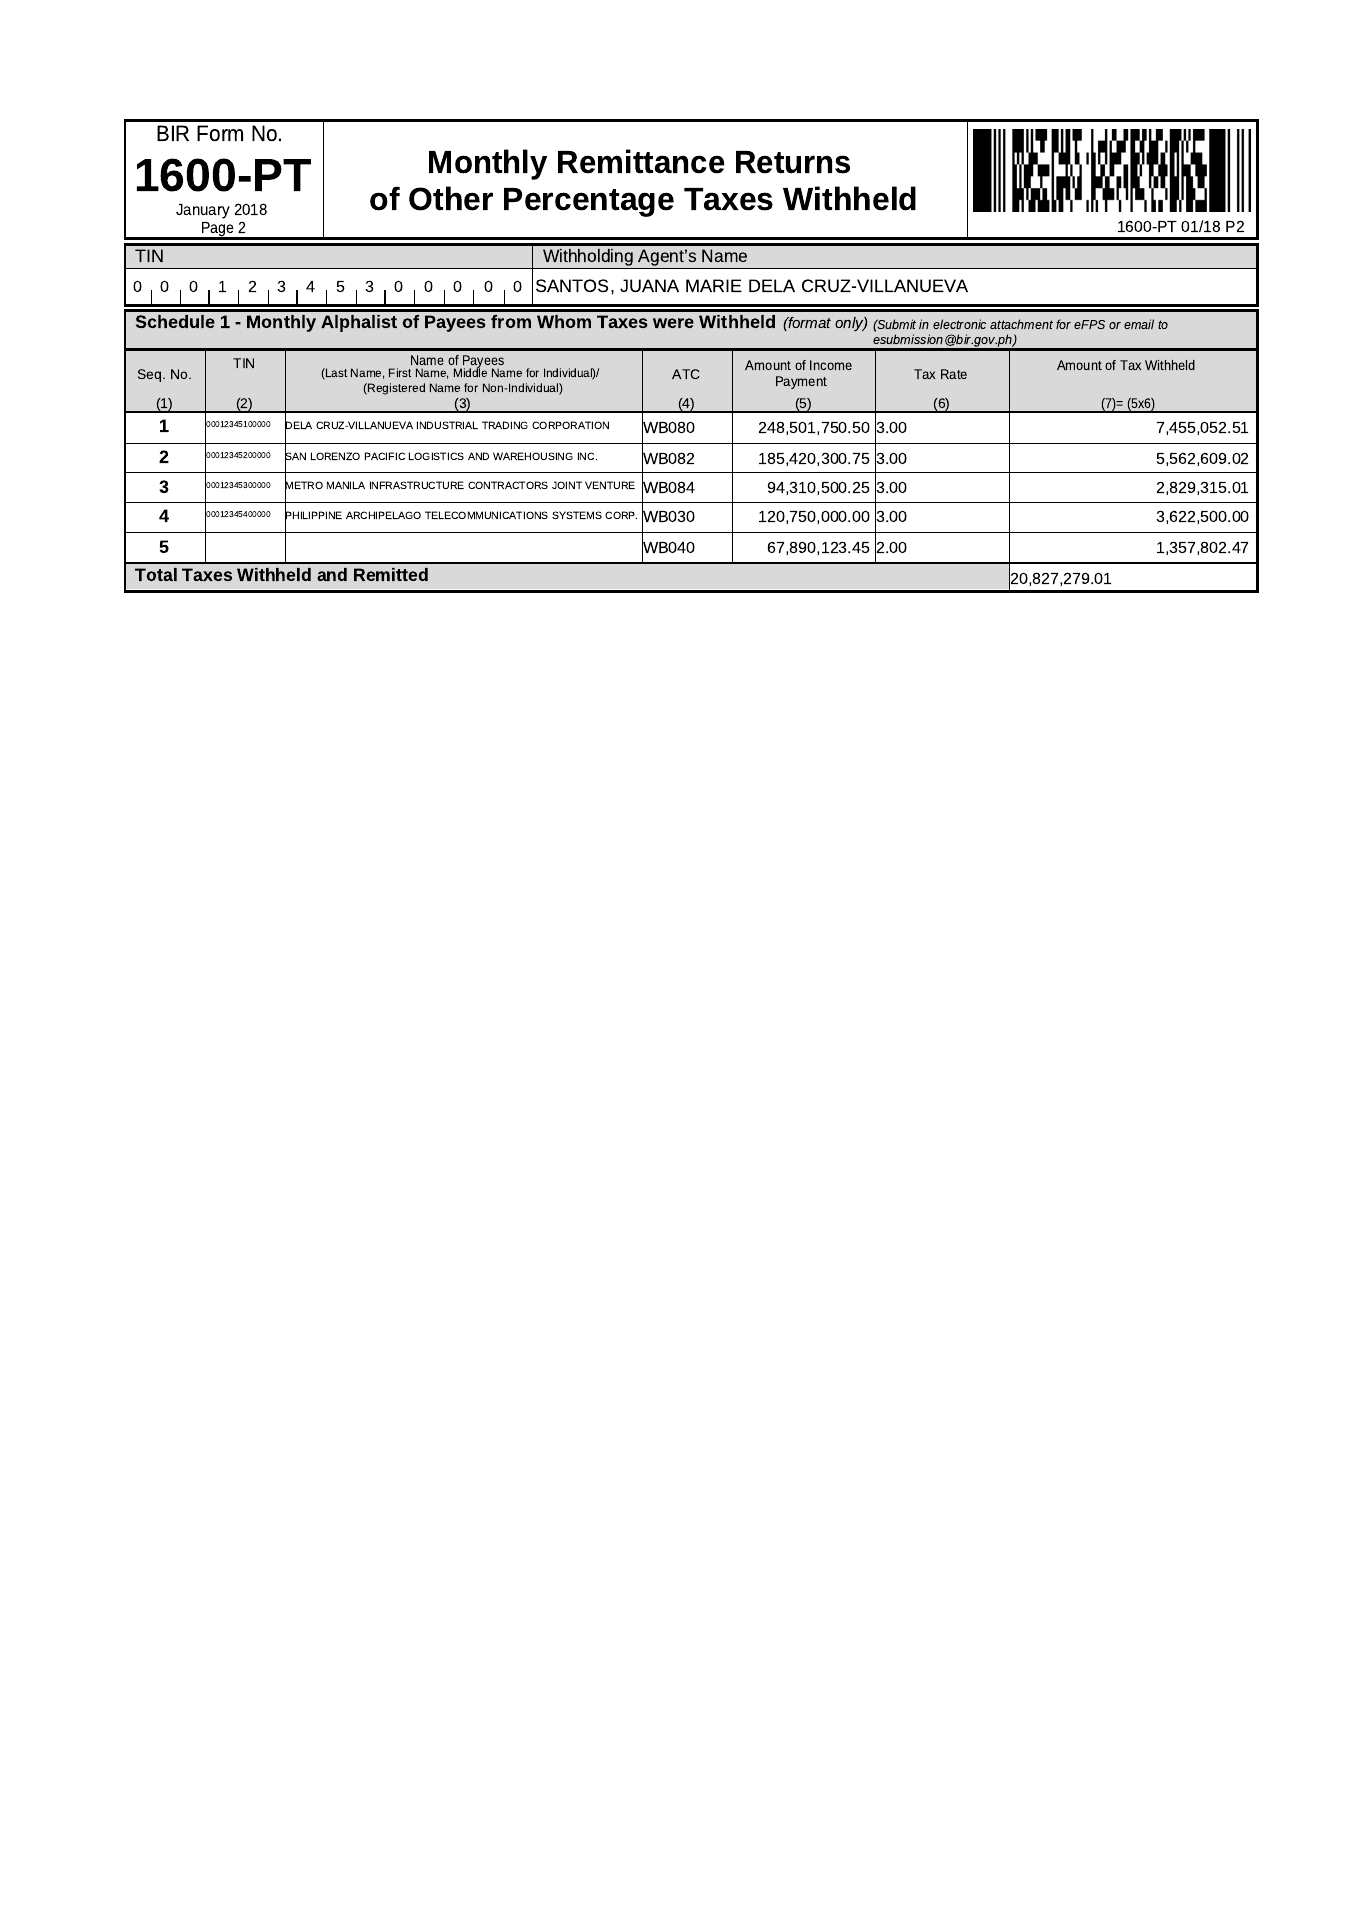 BIR Form No.
1600-PT
January 2018
Page 2
Monthly Remittance Returns
of Other Percentage Taxes Withheld
1600-PT 01/18 P2
TIN Withholding Agent's Name
0 0 0 1 2 3 4 5 3 0 0 0 0 0 SANTOS, JUANA MARIE DELA CRUZ-VILLANUEVA
Schedule 1 - Monthly Alphalist of Payees from Whom Taxes were Withheld (format only) (Submit in electronic attachment for eFPS or email to
esubmission@bir.gov.ph)
Seq. No.
(1)
TIN
(2)
Name of Payees
(Last Name, First Name, Middle Name for Individual)/
(Registered Name for Non-Individual)
(3)
ATC
(4)
Amount of Income
Payment
(5)
Tax Rate
(6)
Amount of Tax Withheld
(7)= (5x6)
1 00012345100000 DELA CRUZ-VILLANUEVA INDUSTRIAL TRADING CORPORATION WB080 248,501,750.50 3.00 7,455,052.51
2 00012345200000 SAN LORENZO PACIFIC LOGISTICS AND WAREHOUSING INC. WB082 185,420,300.75 3.00 5,562,609.02
3 00012345300000 METRO MANILA INFRASTRUCTURE CONTRACTORS JOINT VENTURE WB084 94,310,500.25 3.00 2,829,315.01
4 00012345400000 PHILIPPINE ARCHIPELAGO TELECOMMUNICATIONS SYSTEMS CORP. WB030 120,750,000.00 3.00 3,622,500.00
5 WB040 67,890,123.45 2.00 1,357,802.47
Total Taxes Withheld and Remitted 20,827,279.01